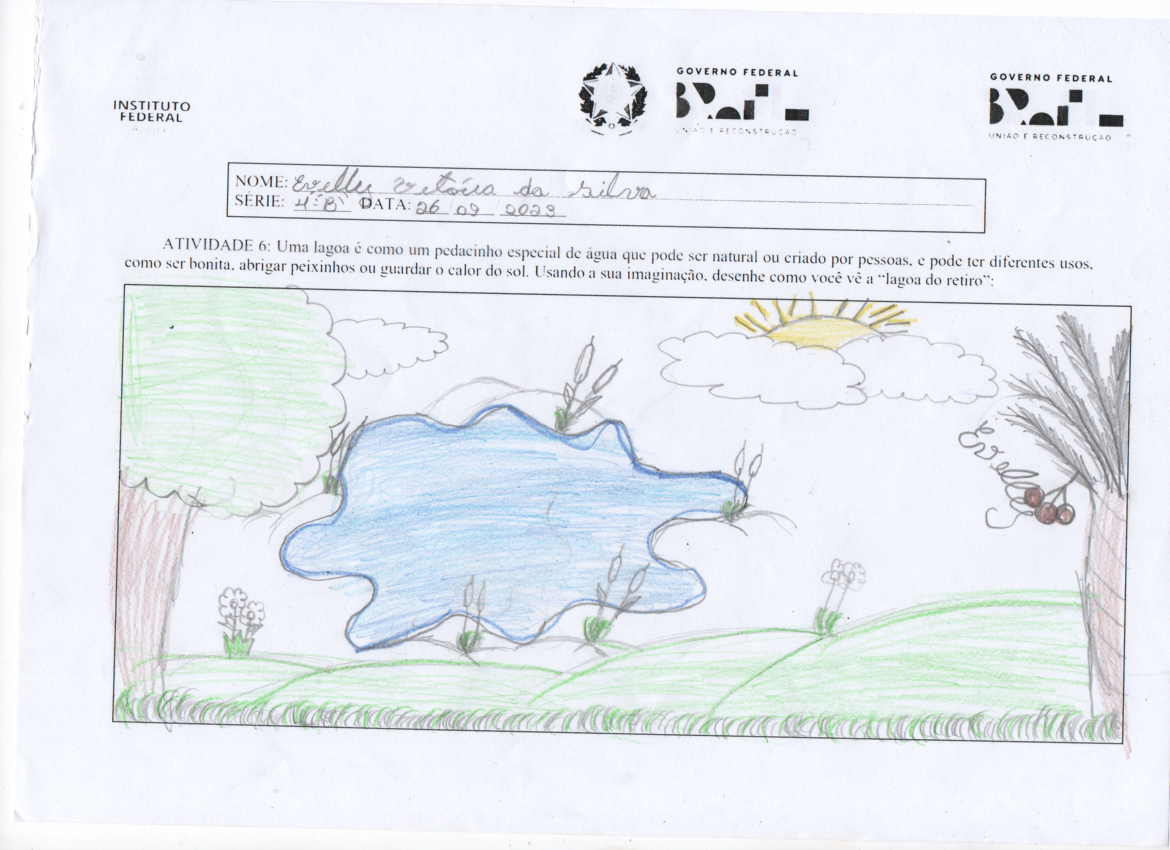 INSTITUTO
FEDERAL
GOVERNO FEDERAL
BRASIL
UNIÃO E RECONSTRUÇÃO
GOVERNO FEDERAL
BRASIL
UNIÃO E RECONSTRUÇÃO
NOME: Evelly Vitória da Silva
SÉRIE: 4º "B" DATA: 26 09 2023
ATIVIDADE 6: Uma lagoa é como um pedacinho especial de água que pode ser natural ou criado por pessoas, e pode ter diferentes usos,
como ser bonita, abrigar peixinhos ou guardar o calor do sol. Usando a sua imaginação, desenhe como você vê a “lagoa do retiro”:
Evelly